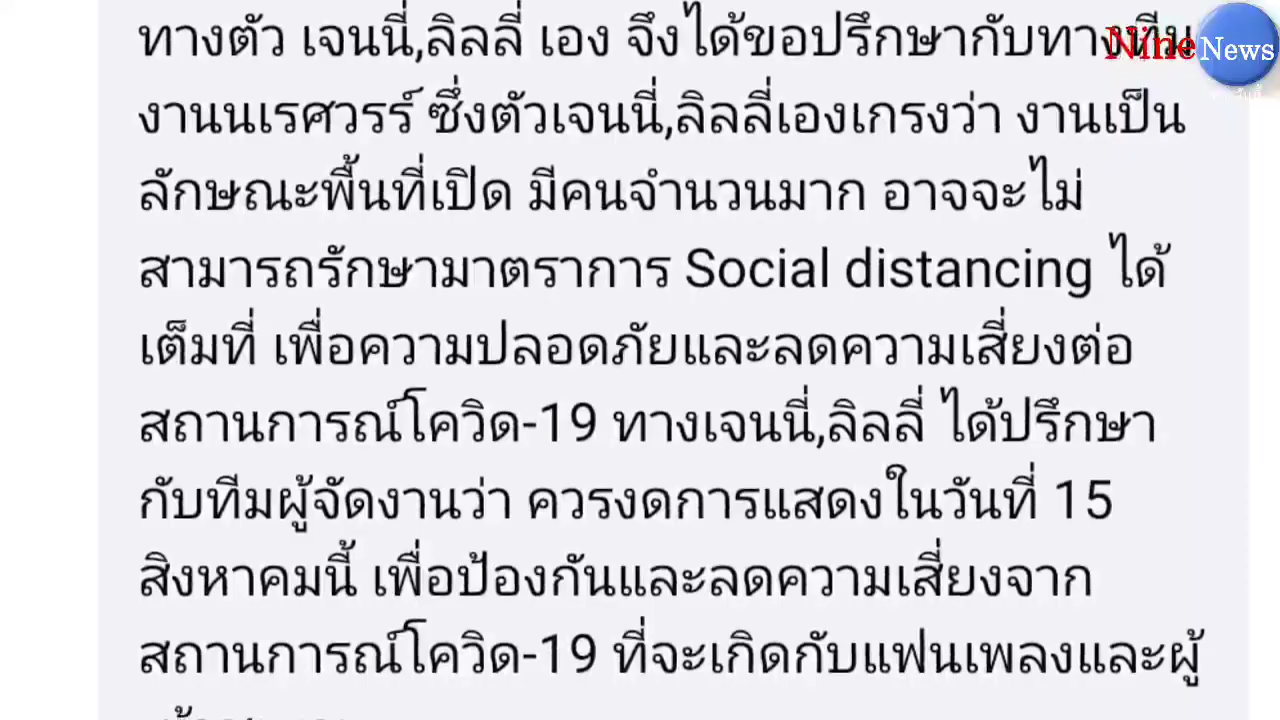 ทางตัว เจนนี่,ลิลลี่ เอง จึงได้ขอปรึกษากับทางทีม
Nine News
งานนเรศวรร์ ซึ่งตัวเจนนี่,ลิลลี่เองเกรงว่า งานเป็น
ลักษณะพื้นที่เปิด มีคนจำนวนมาก อาจจะไม่
สามารถรักษามาตราการ Social distancing ได้
เต็มที่ เพื่อความปลอดภัยและลดความเสี่ยงต่อ
สถานการณ์โควิด-19 ทางเจนนี่,ลิลลี่ ได้ปรึกษา
กับทีมผู้จัดงานว่า ควรงดการแสดงในวันที่ 15
สิงหาคมนี้ เพื่อป้องกันและลดความเสี่ยงจาก
สถานการณ์โควิด-19 ที่จะเกิดกับแฟนเพลงและผู้